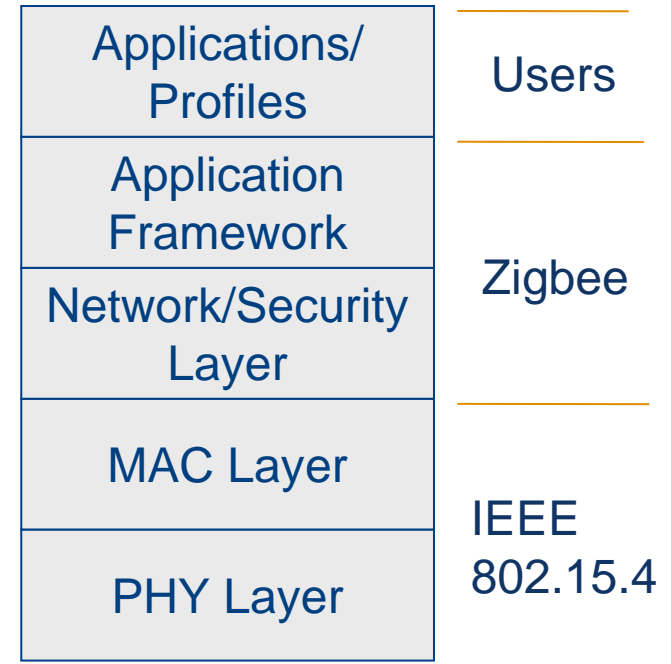 Applications/
Profiles
Users
Application
Framework
Zigbee
Network/Security
Layer
MAC Layer
IEEE
802.15.4
PHY Layer